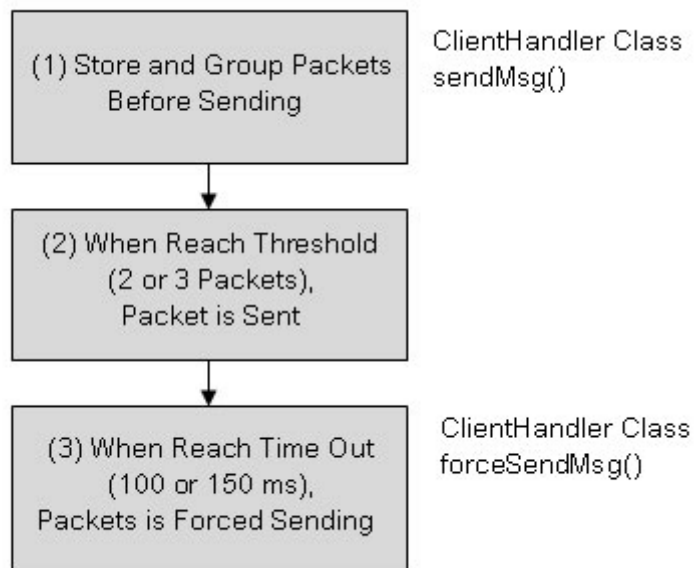 (1) Store and Group Packets
Before Sending
ClientHandler Class
sendMsg()
(2) When Reach Threshold
(2 or 3 Packets),
Packet is Sent
(3) When Reach Time Out
(100 or 150 ms),
Packets is Forced Sending
ClientHandler Class
forceSendMsg()